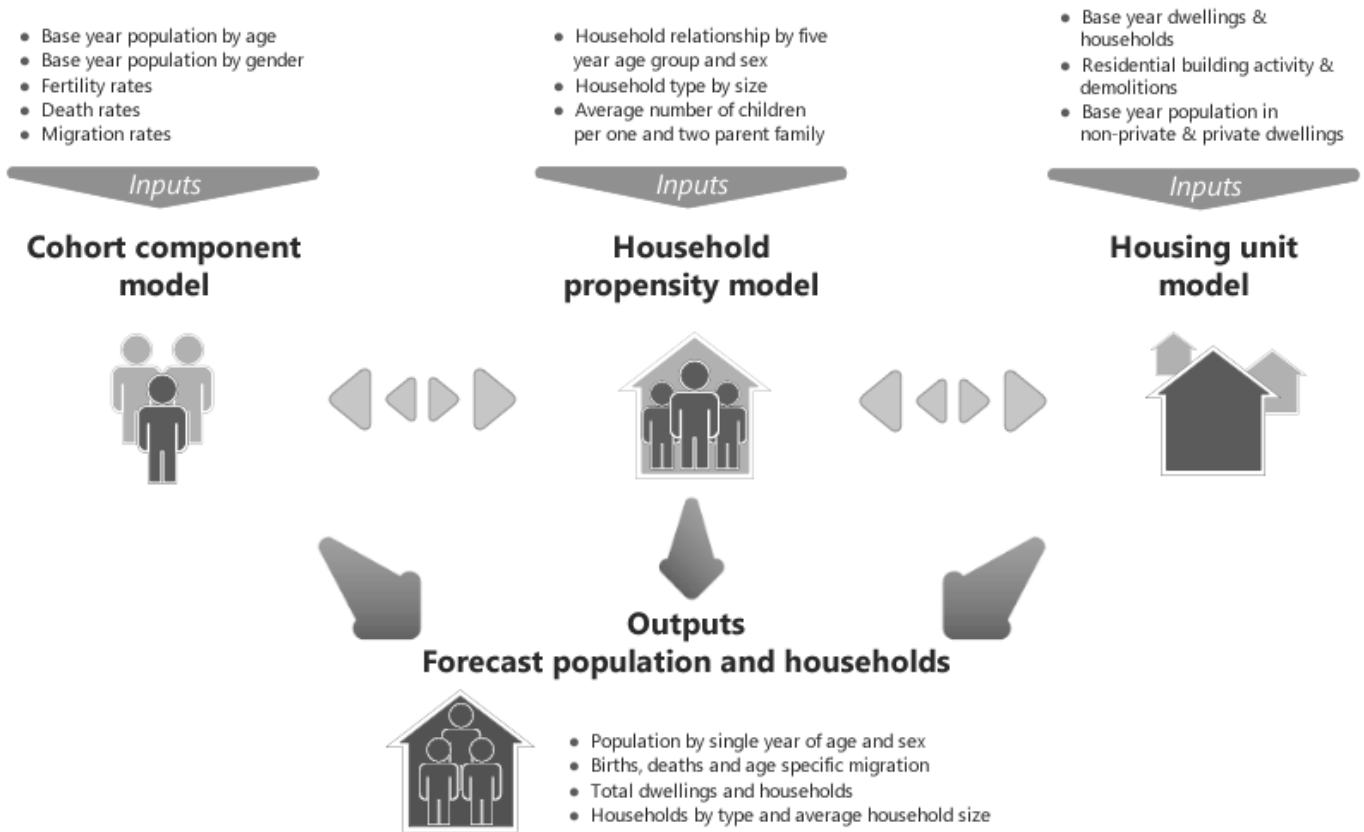 • Base year population by age
• Base year population by gender
• Fertility rates
• Death rates
• Migration rates
Inputs
Cohort component
model
• Household relationship by five
year age group and sex
• Household type by size
• Average number of children
per one and two parent family
Inputs
Household
propensity model
• Base year dwellings &
households
• Residential building activity &
demolitions
• Base year population in
non-private & private dwellings
Inputs
Housing unit
model
Outputs
Forecast population and households
• Population by single year of age and sex
• Births, deaths and age specific migration
• Total dwellings and households
• Households by type and average household size